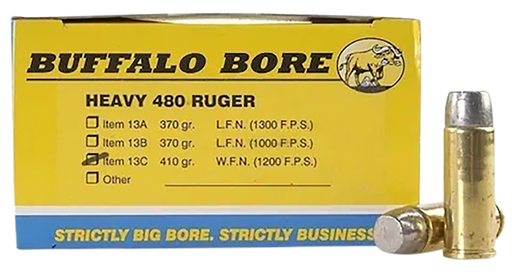 BUFFALO BORE
HEAVY 480 RUGER
Item 13A 370 gr. L.F.N. (1300 F.P.S.)
Item 13B 370 gr. L.F.N. (1000 F.P.S.)
Item 13C 410 gr. W.F.N. (1200 F.P.S.)
Other
STRICTLY BIG BORE. STRICTLY BUSINESS